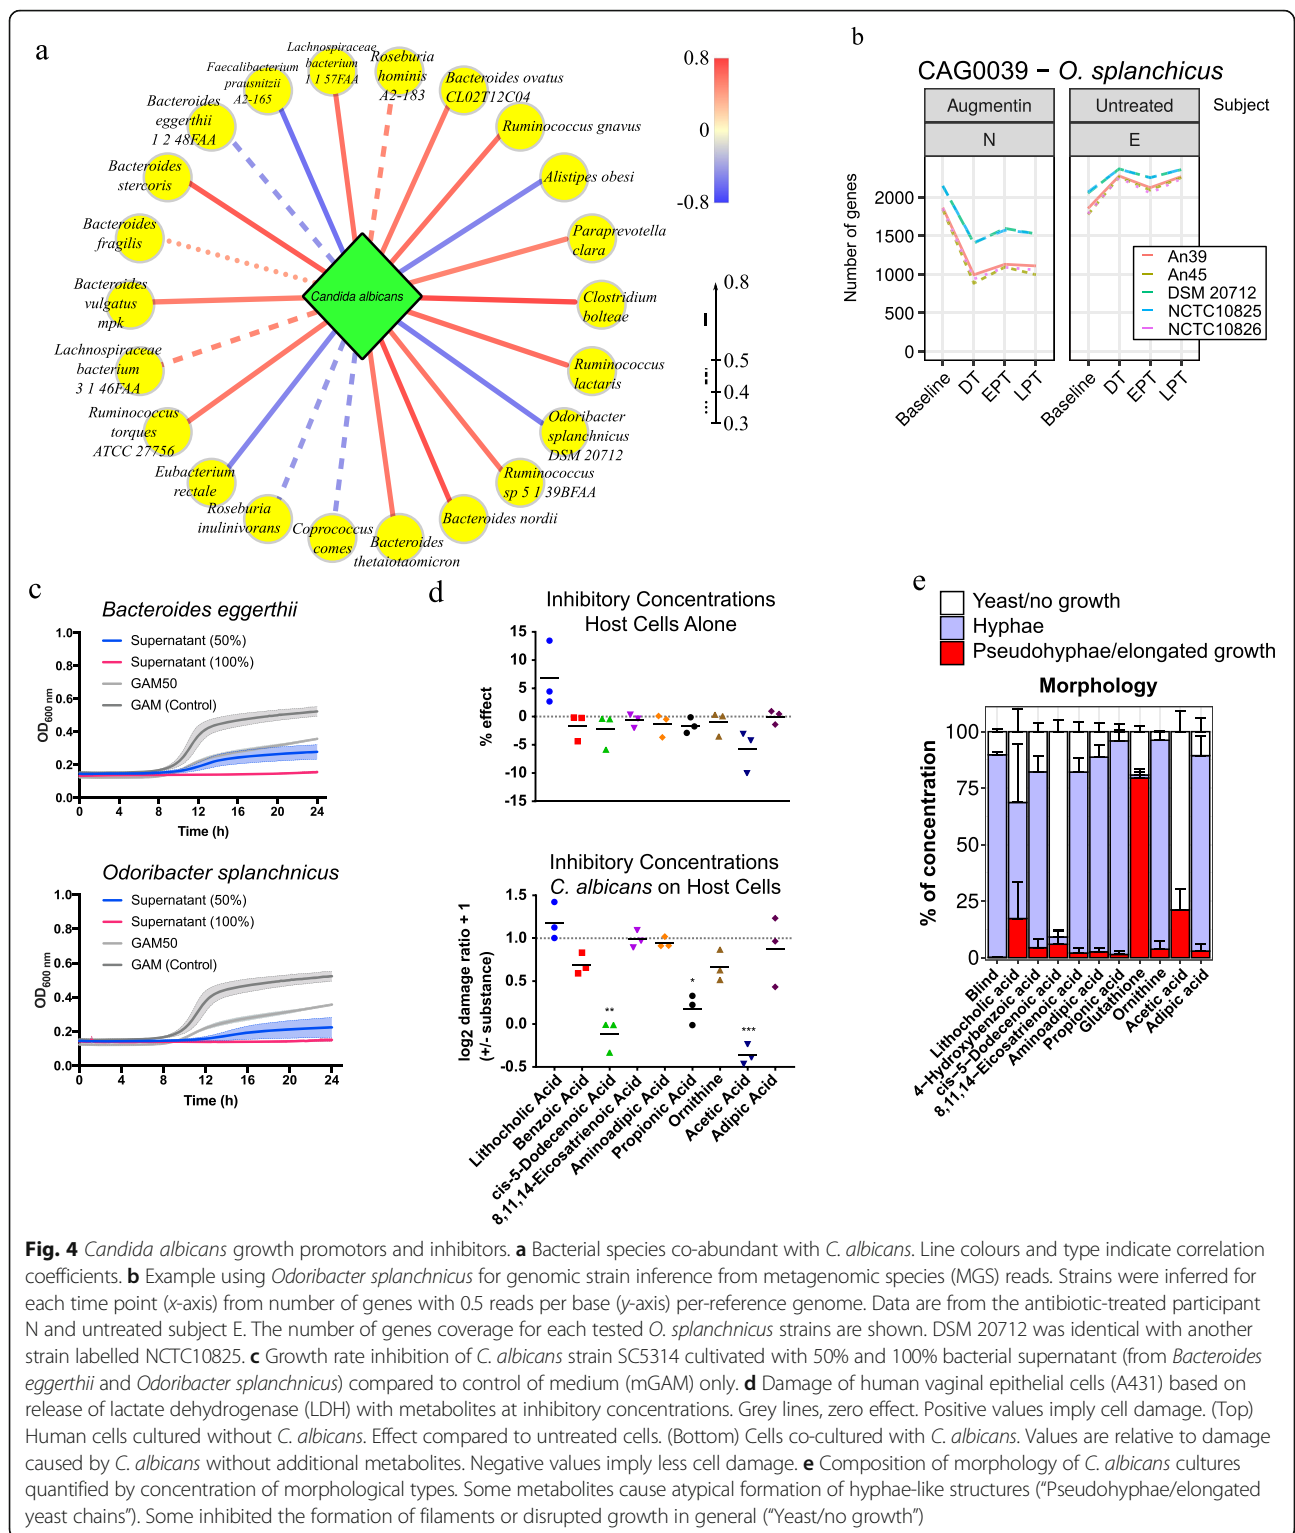 a
Lachnospiraceae
bacterium
1 1 57FAA
Roseburia
hominis
A2-183
Faecalibacterium
prausnitzii
A2-165
Bacteroides ovatus
CL02T12C04
Bacteroides
eggerthii
1 2 48FAA
Ruminococcus gnavus
Bacteroides
stercoris
Alistipes obesi
Bacteroides
fragilis
Paraprevotella
clara
Bacteroides
vulgatus
mpk
Candida albicans
Clostridium
bolteae
Lachnospiraceae
bacterium
3 1 46FAA
Ruminococcus
lactaris
Ruminococcus
torques
ATCC 27756
Odoribacter
splanchnicus
DSM 20712
Eubacterium
rectale
Ruminococcus
sp 5 1 39BFAA
Roseburia
inulinivorans
Bacteroides nordii
Coprococcus
comes
Bacteroides
thetaiotaomicron
0.8
0
-0.8
0.8
0.5
0.4
0.3
b
CAG0039 − O. splanchicus
Augmentin
Untreated
Subject
N
E
Number of genes
2000
1500
1000
500
0
An39
An45
DSM 20712
NCTC10825
NCTC10826
Baseline
DT
EPT
LPT
Baseline
DT
EPT
LPT
c
Bacteroides eggerthii
OD600 nm
1.0
0.8
0.6
0.4
0.2
0.0
Supernatant (50%)
Supernatant (100%)
GAM50
GAM (Control)
0 4 8 12 16 20 24
Time (h)
Odoribacter splanchnicus
OD600 nm
1.0
0.8
0.6
0.4
0.2
0.0
Supernatant (50%)
Supernatant (100%)
GAM50
GAM (Control)
0 4 8 12 16 20 24
Time (h)
d
Inhibitory Concentrations
Host Cells Alone
% effect
15
10
5
0
-5
-10
-15
Inhibitory Concentrations
C. albicans on Host Cells
log2 damage ratio + 1
(+/- substance)
1.5
1.0
0.5
0.0
-0.5
**
*
***
Lithocholic Acid
Benzoic Acid
cis-5-Dodecenoic Acid
8,11,14-Eicosatrienoic Acid
Aminoadipic Acid
Propionic Acid
Ornithine
Acetic Acid
Adipic Acid
e
Yeast/no growth
Hyphae
Pseudohyphae/elongated growth
Morphology
% of concentration
100
75
50
25
0
Blind
Lithocholic acid
4−Hydroxybenzoic acid
cis−5−Dodecenoic acid
8,11,14−Eicosatrienoic acid
Aminoadipic acid
Propionic acid
Glutathione
Ornithine
Acetic acid
Adipic acid
Fig. 4 Candida albicans growth promotors and inhibitors. a Bacterial species co-abundant with C. albicans. Line colours and type indicate correlation
coefficients. b Example using Odoribacter splanchnicus for genomic strain inference from metagenomic species (MGS) reads. Strains were inferred for
each time point (x-axis) from number of genes with 0.5 reads per base (y-axis) per-reference genome. Data are from the antibiotic-treated participant
N and untreated subject E. The number of genes coverage for each tested O. splanchnicus strains are shown. DSM 20712 was identical with another
strain labelled NCTC10825. c Growth rate inhibition of C. albicans strain SC5314 cultivated with 50% and 100% bacterial supernatant (from Bacteroides
eggerthii and Odoribacter splanchnicus) compared to control of medium (mGAM) only. d Damage of human vaginal epithelial cells (A431) based on
release of lactate dehydrogenase (LDH) with metabolites at inhibitory concentrations. Grey lines, zero effect. Positive values imply cell damage. (Top)
Human cells cultured without C. albicans. Effect compared to untreated cells. (Bottom) Cells co-cultured with C. albicans. Values are relative to damage
caused by C. albicans without additional metabolites. Negative values imply less cell damage. e Composition of morphology of C. albicans cultures
quantified by concentration of morphological types. Some metabolites cause atypical formation of hyphae-like structures (“Pseudohyphae/elongated
yeast chains”). Some inhibited the formation of filaments or disrupted growth in general (“Yeast/no growth”)